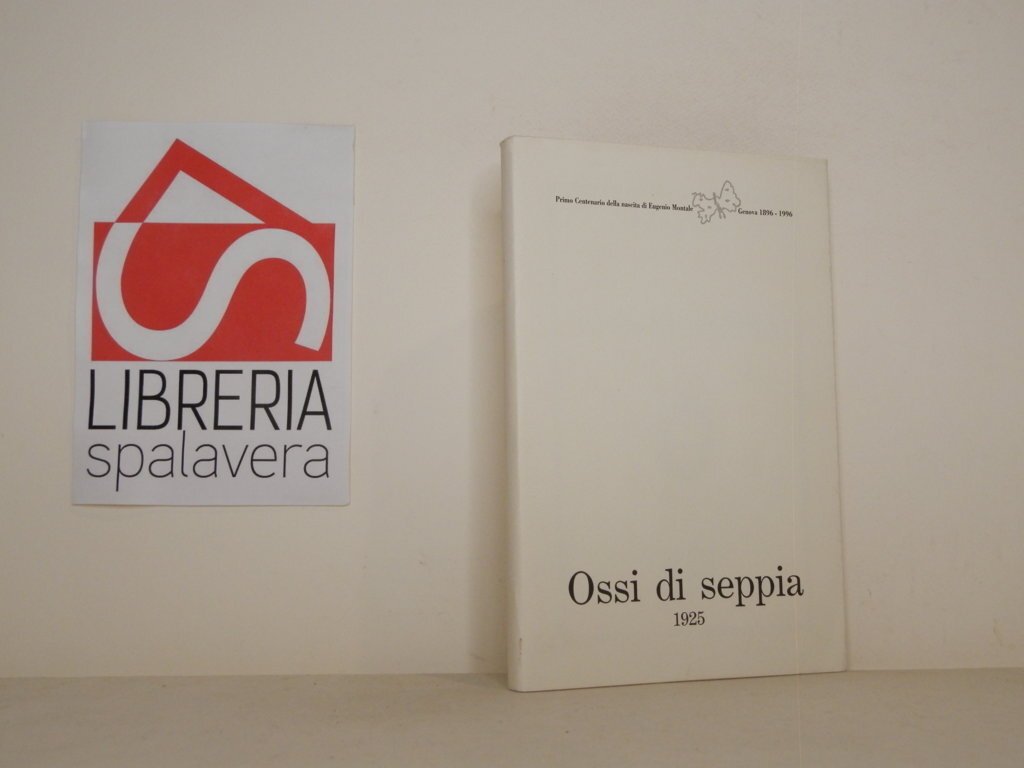 LIBRERIA
spalavera
Primo Centenario della nascita di Eugenio Montale Genova 1896 - 1996
Ossi di seppia
1925